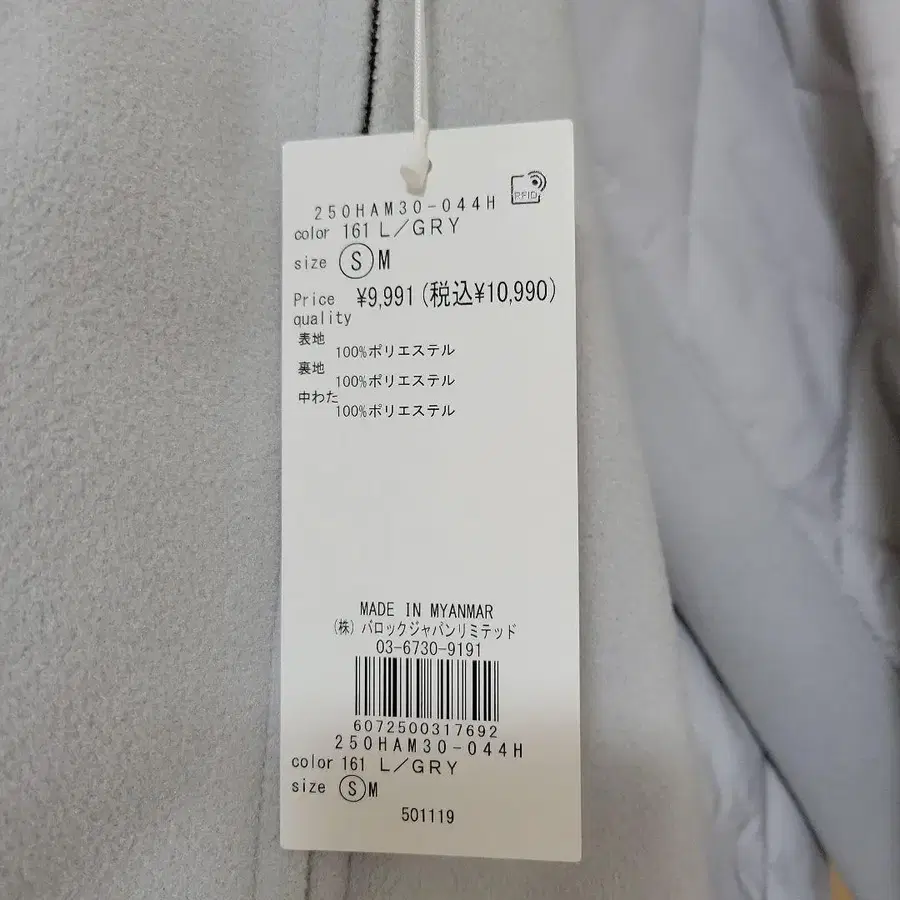 RFID
250HAM30-044H
color 161 L/GRY
size S M
Price ¥9,991(税込¥10,990)
quality
表地
100%ポリエステル
裏地
100%ポリエステル
中わた
100%ポリエステル
MADE IN MYANMAR
(株)バロックジャパンリミテッド
03-6730-9191
6072500317692
250HAM30-044H
color 161 L/GRY
size S M
501119